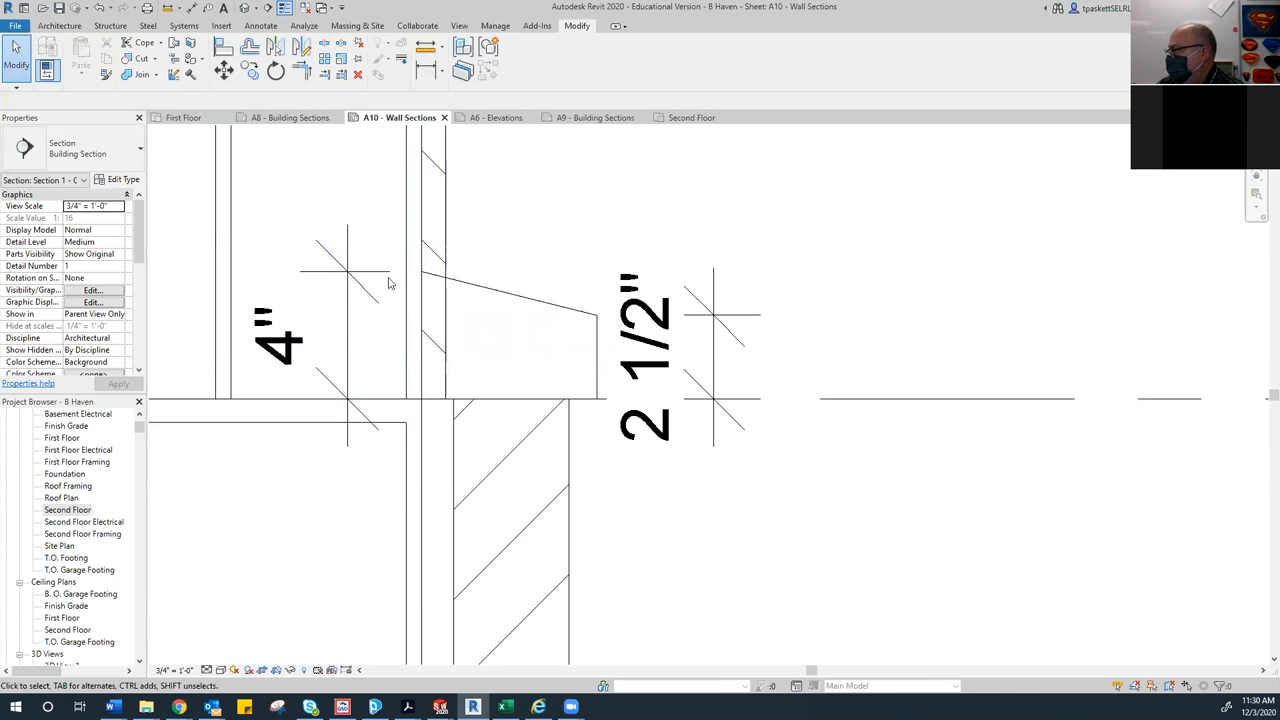 Autodesk Revit 2020 - Educational Version - B Haven - Sheet: A10 - Wall Sections
tpaskettSELRL
File Architecture Structure Steel Systems Insert Annotate Analyze Massing & Site Collaborate View Manage Add-Ins Modify
Modify
Paste
Cope
Cut
Join
Properties
First Floor
A8 - Building Sections
A10 - Wall Sections
A6 - Elevations
A9 - Building Sections
Second Floor
Section
Building Section
Section: Section 1 - C
Edit Type
Graphics
View Scale 3/4" = 1'-0"
Scale Value 1: 16
Display Model Normal
Detail Level Medium
Parts Visibility Show Original
Detail Number 1
Rotation on S... None
Visibility/Grap... Edit...
Graphic Displ... Edit...
Show in Parent View Only
Hide at scales 1/4" = 1'-0"
Discipline Architectural
Show Hidden By Discipline
Color Scheme Background
Color Scheme <none>
Properties help
Apply
Project Browser - B Haven
Basement Electrical
Finish Grade
First Floor
First Floor Electrical
First Floor Framing
Foundation
Roof Framing
Roof Plan
Second Floor
Second Floor Electrical
Second Floor Framing
Site Plan
T.O. Footing
T.O. Garage Footing
Ceiling Plans
B. O. Garage Footing
Finish Grade
First Floor
Second Floor
T.O. Garage Footing
3D Views
4"
2 1/2"
3/4" = 1'-0"
Click to select, TAB for alternates, CTRL adds, SHIFT unselects.
:0
Main Model
:0
11:30 AM
12/3/2020